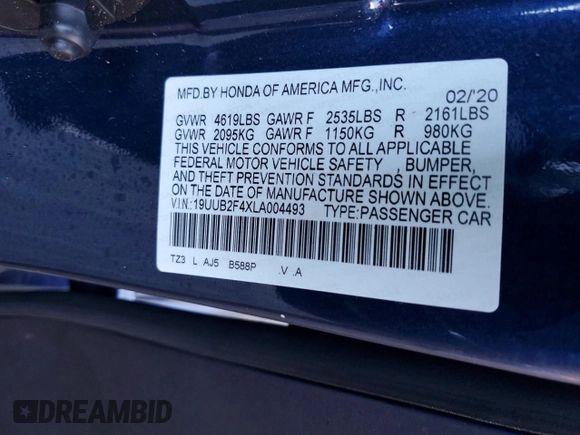 MFD.BY HONDA OF AMERICA MFG.,INC.
02/'20
GVWR 4619LBS GAWR F 2535LBS R 2161LBS
GVWR 2095KG GAWR F 1150KG R 980KG
THIS VEHICLE CONFORMS TO ALL APPLICABLE
FEDERAL MOTOR VEHICLE SAFETY , BUMPER,
AND THEFT PREVENTION STANDARDS IN EFFECT
ON THE DATE OF MANUFACTURE SHOWN ABOVE.
V.I.N.:19UUB2F4XLA004493 TYPE:PASSENGER CAR
TZ3 L AJ5 B588P .V .A
DREAMBID